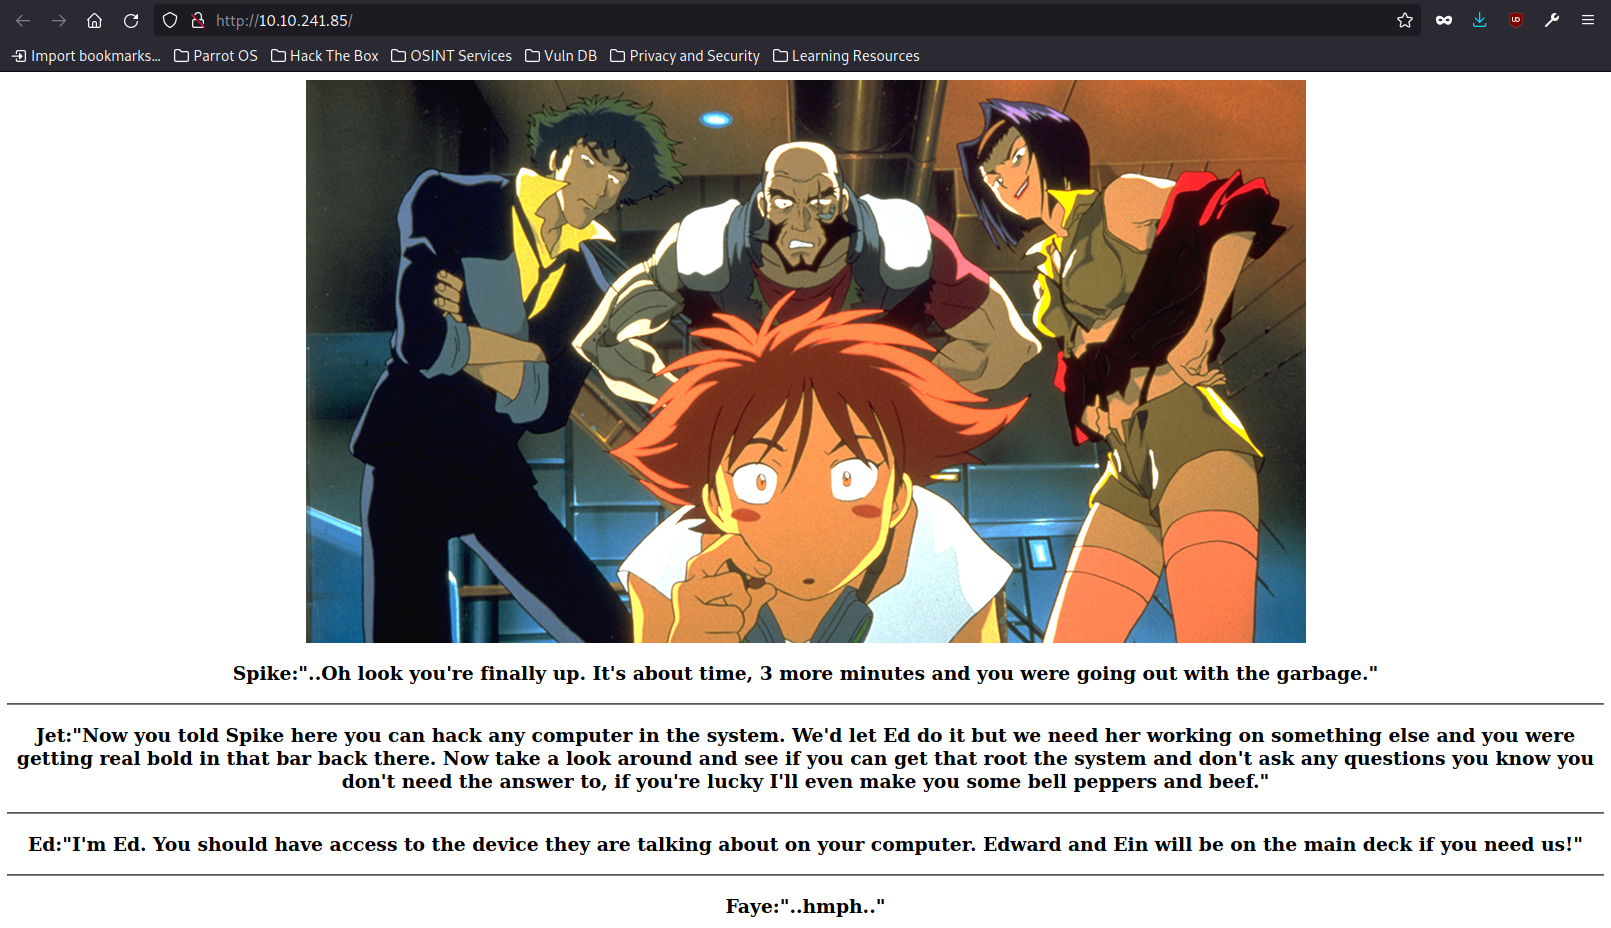 http://10.10.241.85/
Import bookmarks... Parrot OS Hack The Box OSINT Services Vuln DB Privacy and Security Learning Resources
Spike:"..Oh look you're finally up. It's about time, 3 more minutes and you were going out with the garbage."
Jet:"Now you told Spike here you can hack any computer in the system. We'd let Ed do it but we need her working on something else and you were
getting real bold in that bar back there. Now take a look around and see if you can get that root the system and don't ask any questions you know you
don't need the answer to, if you're lucky I'll even make you some bell peppers and beef."
Ed:"I'm Ed. You should have access to the device they are talking about on your computer. Edward and Ein will be on the main deck if you need us!"
Faye:"..hmph.."